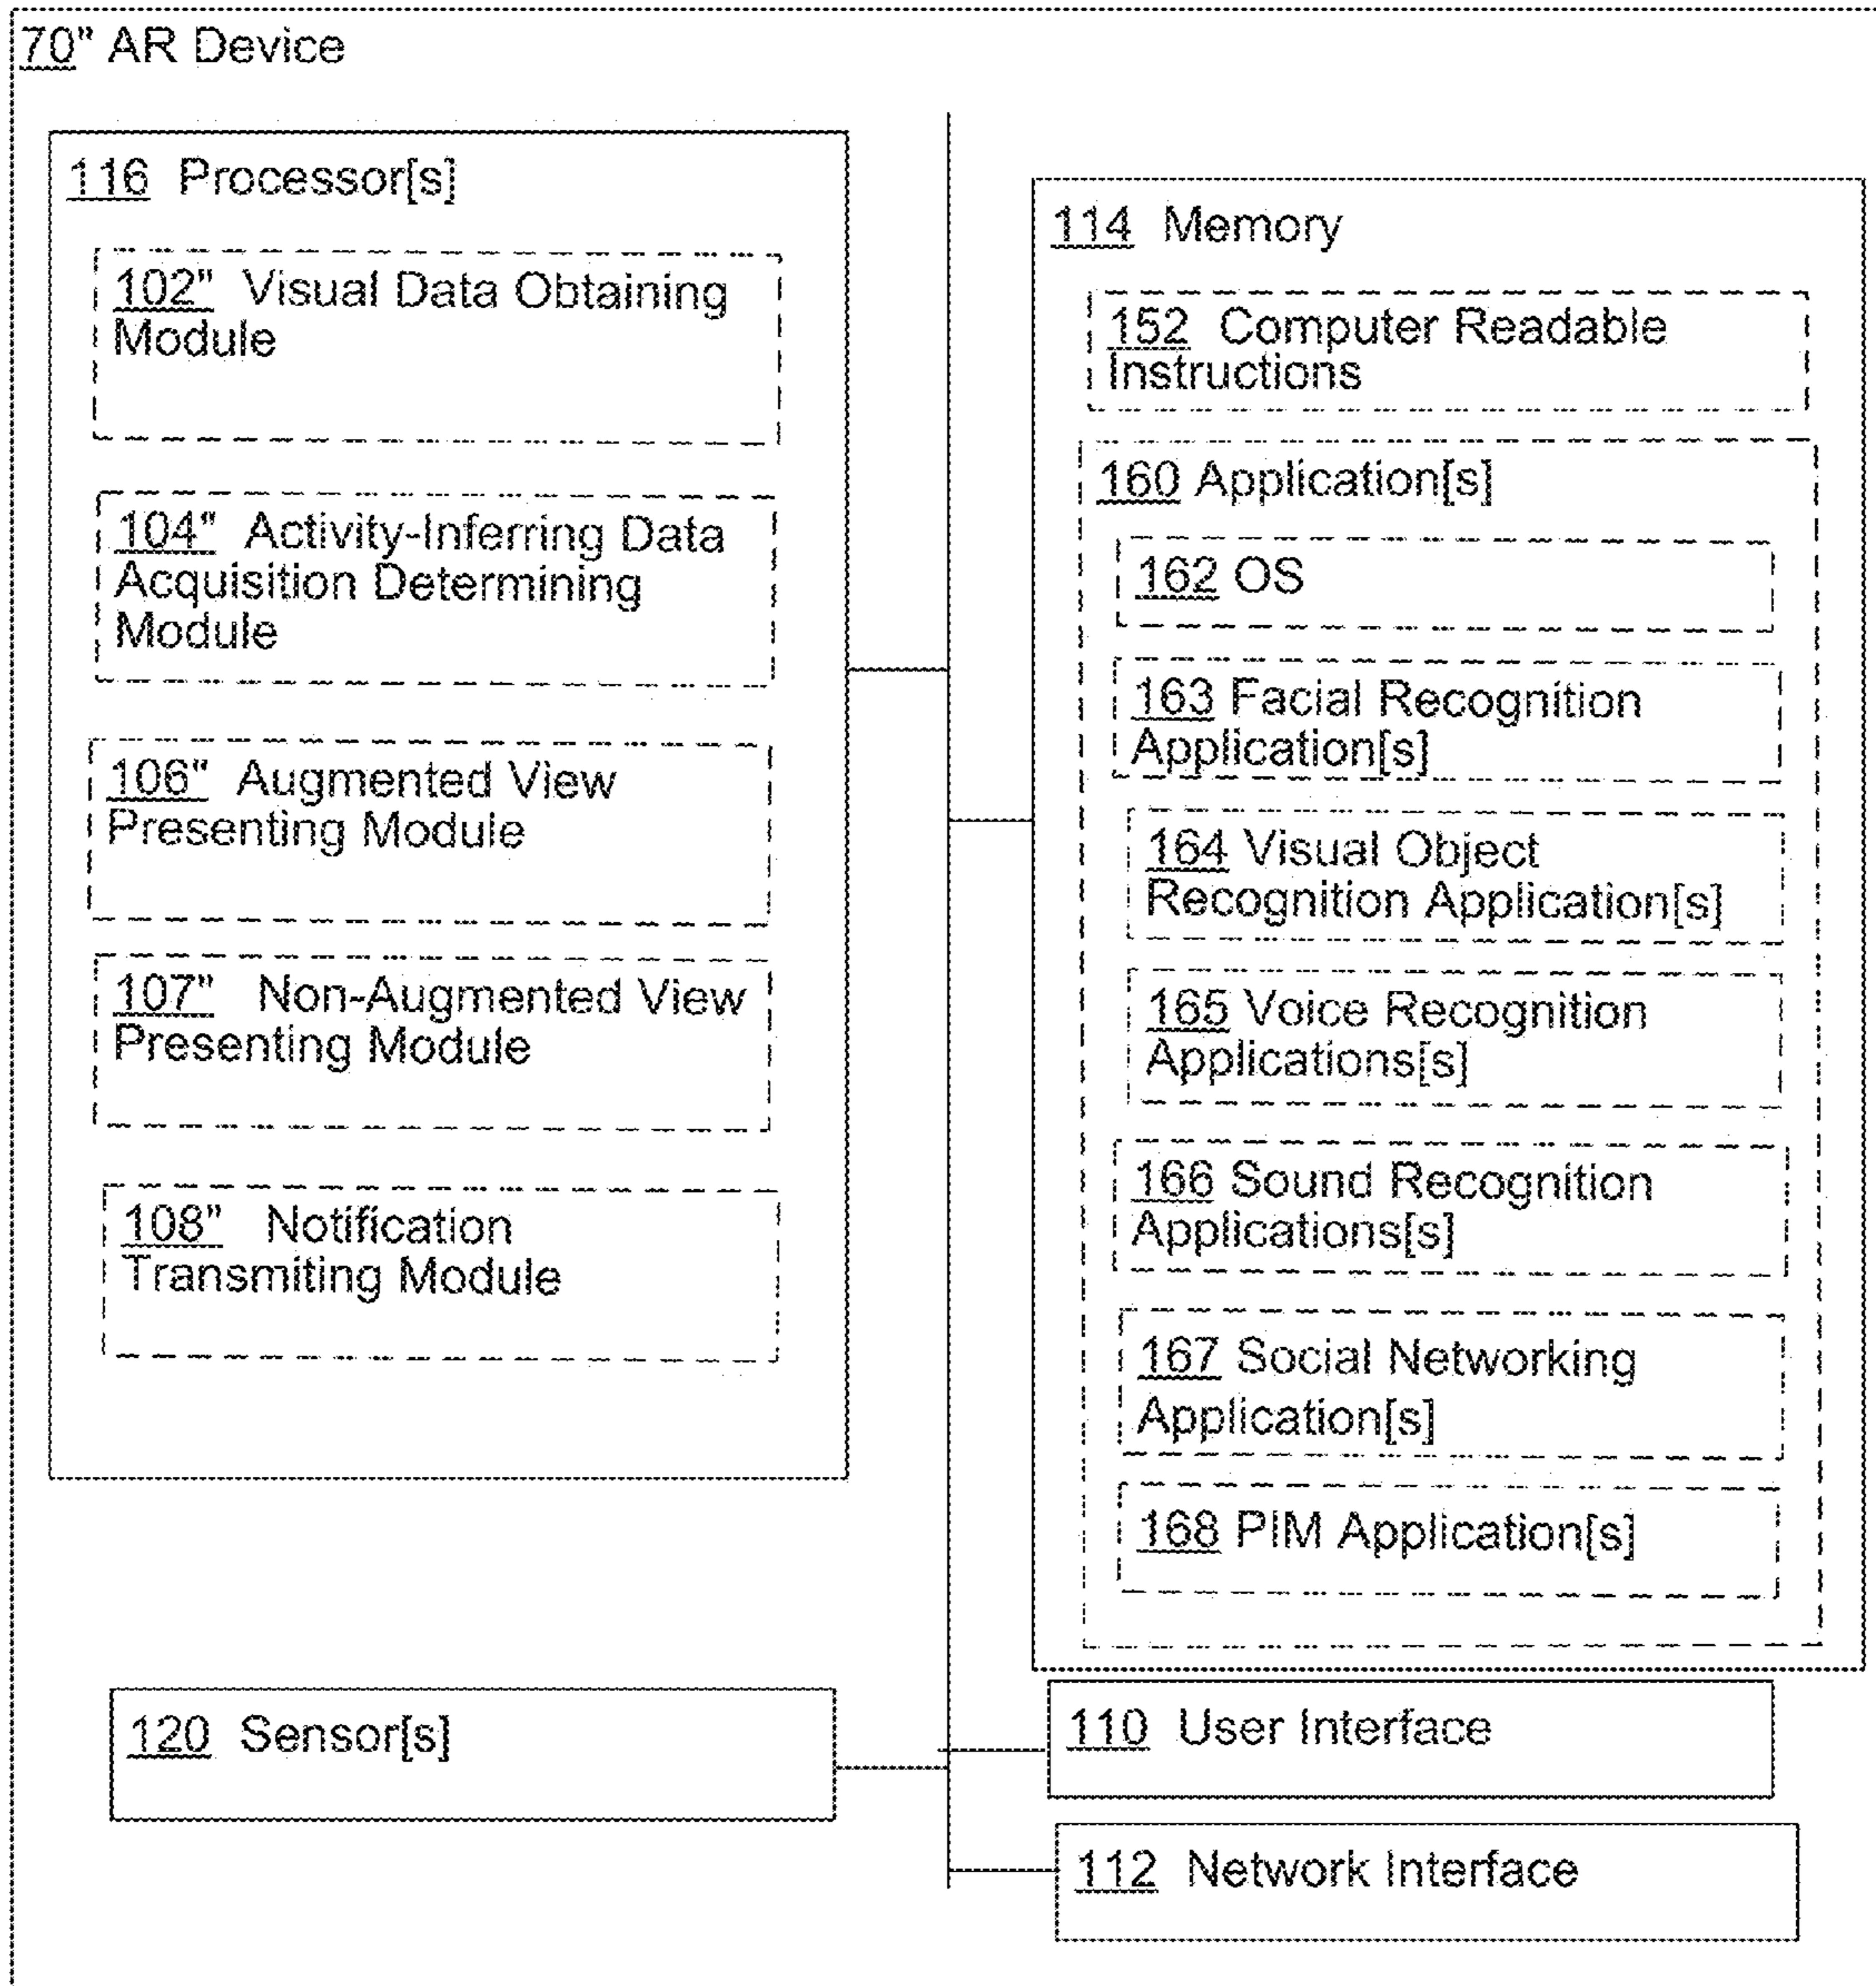 70" AR Device
116 Processor[s]
102" Visual Data Obtaining
Module
104" Activity-Inferring Data
Acquisition Determining
Module
106" Augmented View
Presenting Module
107" Non-Augmented View
Presenting Module
108" Notification
Transmiting Module
120 Sensor[s]
114 Memory
152 Computer Readable
Instructions
160 Application[s]
162 OS
163 Facial Recognition
Application[s]
164 Visual Object
Recognition Application[s]
165 Voice Recognition
Applications[s]
166 Sound Recognition
Applications[s]
167 Social Networking
Application[s]
168 PIM Application[s]
110 User Interface
112 Network Interface